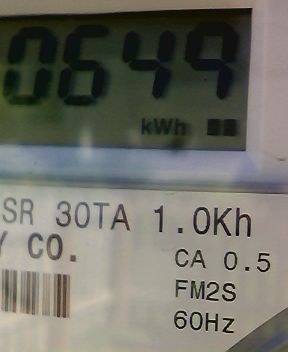 0649
kWh
SR 30TA 1.0Kh
Y CO.
CA 0.5
FM2S
60Hz